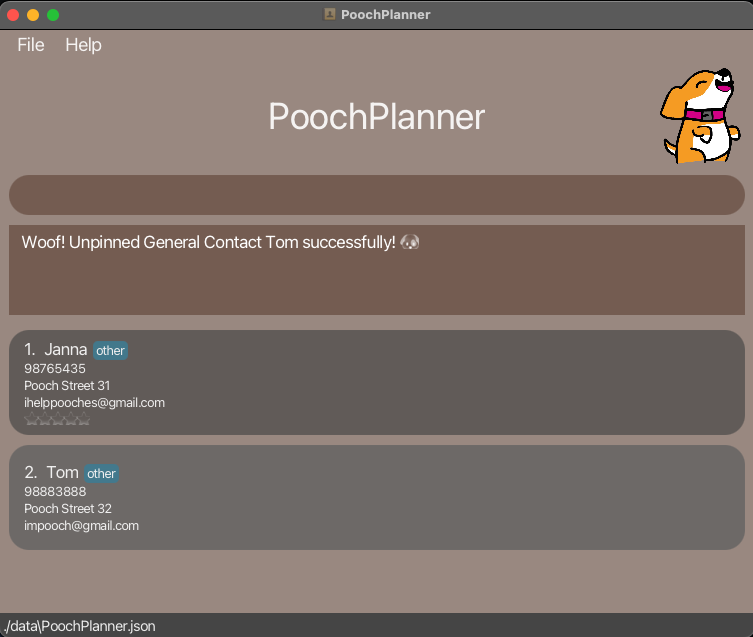 PoochPlanner
File Help
PoochPlanner
Woof! Unpinned General Contact Tom successfully! 🐶
1. Janna other
98765435
Pooch Street 31
ihelppooches@gmail.com
2. Tom other
98883888
Pooch Street 32
impooch@gmail.com
./data\PoochPlanner.json